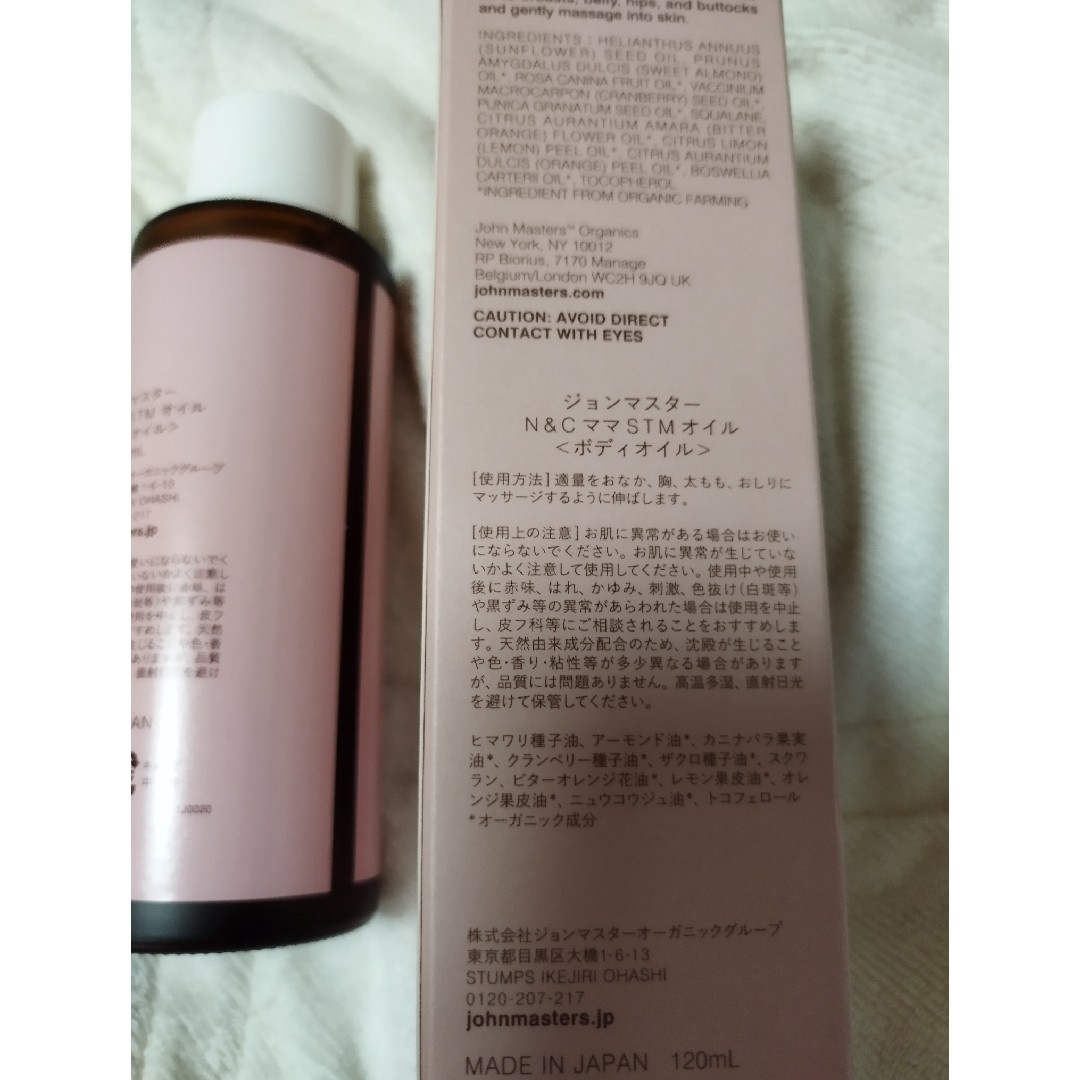 and gently massage into skin.
INGREDIENTS : HELIANTHUS ANNUUS
(SUNFLOWER) SEED OIL, PRUNUS
AMYGDALUS DULCIS (SWEET ALMOND)
OIL*, ROSA CANINA FRUIT OIL*, VACCINIUM
MACROCARPON (CRANBERRY) SEED OIL*,
PUNICA GRANATUM SEED OIL*, SQUALANE,
CITRUS AURANTIUM AMARA (BITTER
ORANGE) FLOWER OIL*, CITRUS LIMON
(LEMON) PEEL OIL*, CITRUS AURANTIUM
DULCIS (ORANGE) PEEL OIL*, BOSWELLIA
CARTERII OIL*, TOCOPHEROL
*INGREDIENT FROM ORGANIC FARMING
John Masters™ Organics
New York, NY 10012
RP Biorius, 7170 Manage
Belgium/London WC2H 9JQ UK
johnmasters.com
CAUTION: AVOID DIRECT
CONTACT WITH EYES
ジョンマスター
N&CママSTMオイル
<ボディオイル>
[使用方法]適量をおなか、胸、太もも、おしりに
マッサージするように伸ばします。
[使用上の注意]お肌に異常がある場合はお使い
にならないでください。お肌に異常が生じていな
いかよく注意して使用してください。使用中や使用
後に赤味、はれ、かゆみ、刺激、色抜け(白斑等)
や黒ずみ等の異常があらわれた場合は使用を中止
し、皮フ科等にご相談されることをおすすめしま
す。天然由来成分配合のため、沈殿が生じること
や色・香り・粘性等が多少異なる場合があります
が、品質には問題ありません。高温多湿、直射日光
を避けて保管してください。
ヒマワリ種子油、アーモンド油*、カニナバラ果実
油*、クランベリー種子油*、ザクロ種子油*、スクワ
ラン、ビターオレンジ花油*、レモン果皮油*、オレ
ンジ果皮油*、ニュウコウジュ油*、トコフェロール
*オーガニック成分
株式会社ジョンマスターオーガニックグループ
東京都目黒区大橋1-6-13
STUMPS IKEJIRI OHASHI
0120-207-217
johnmasters.jp
MADE IN JAPAN 120mL